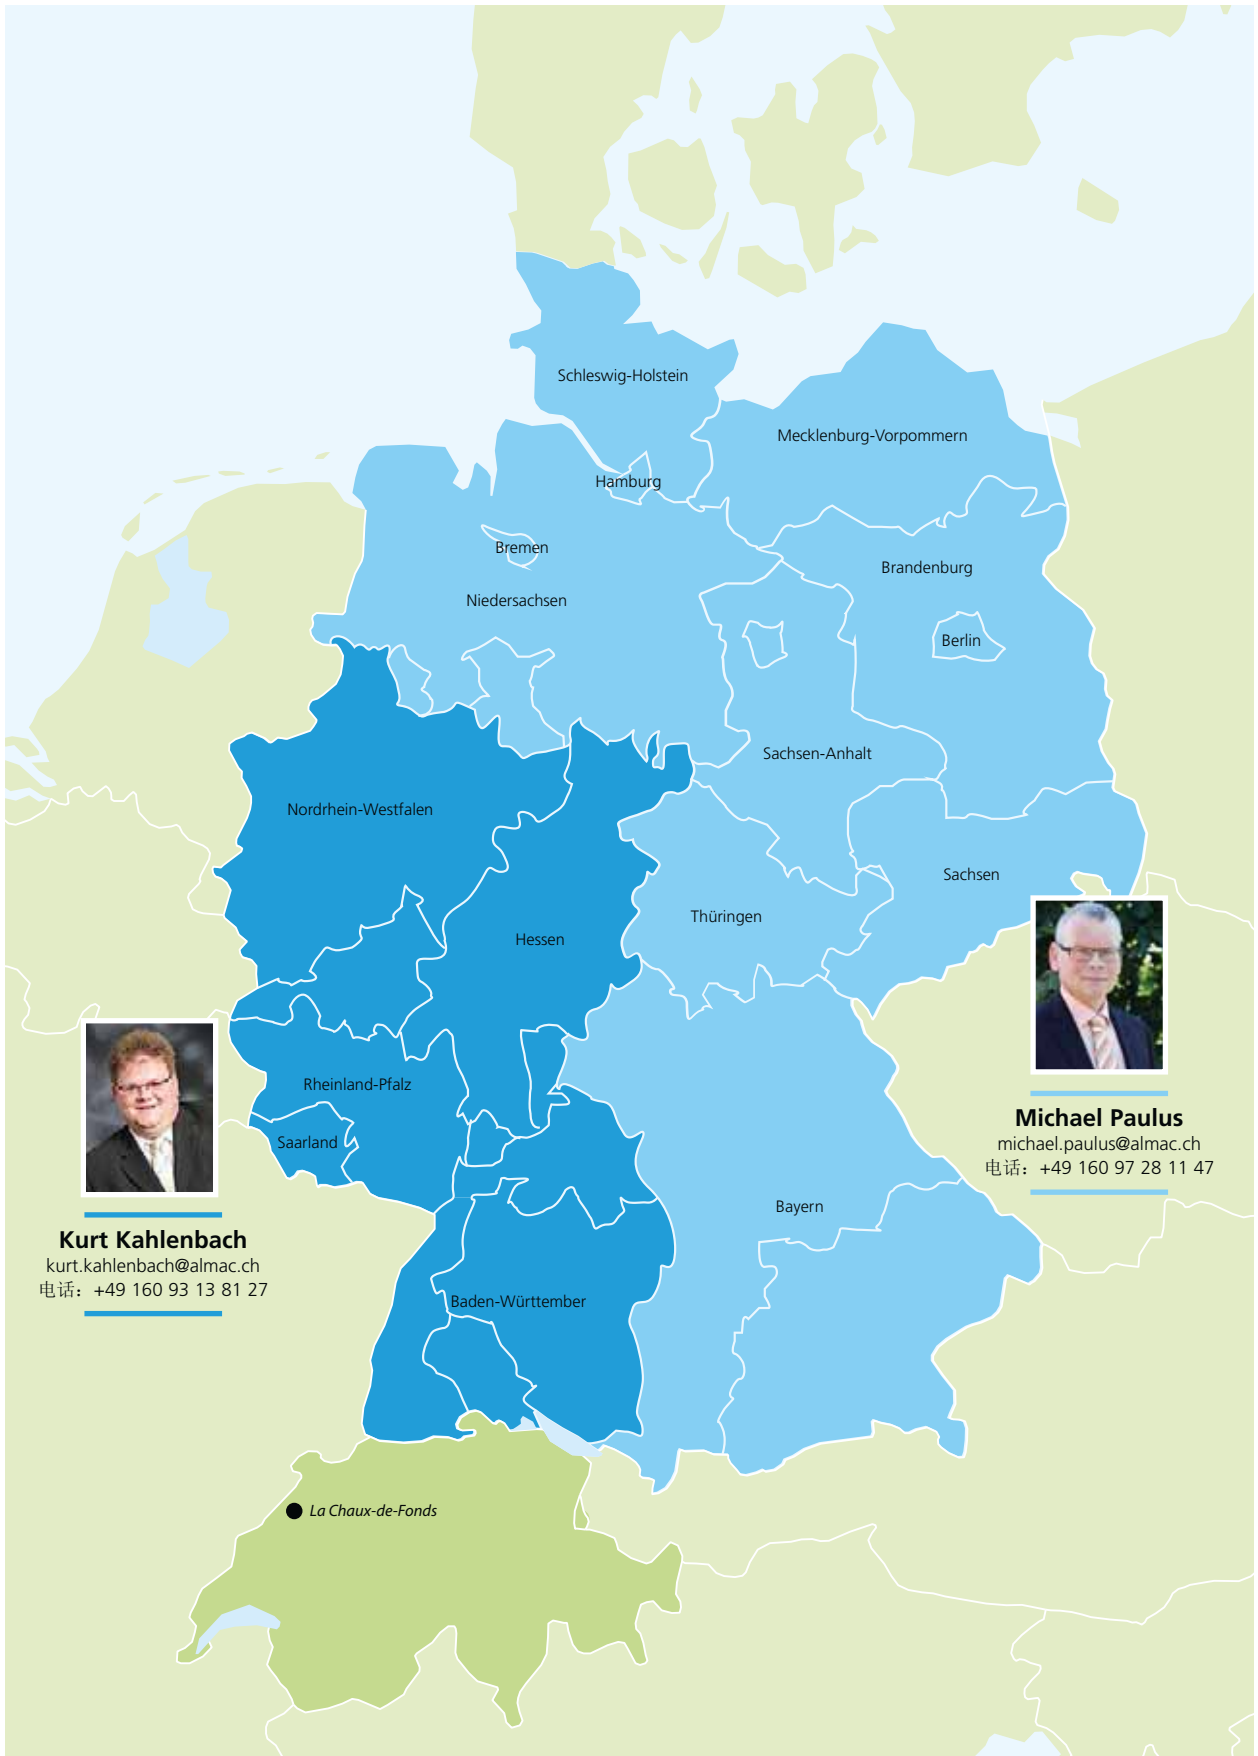 Schleswig-Holstein
Mecklenburg-Vorpommern
Hamburg
Bremen
Brandenburg
Niedersachsen
Berlin
Sachsen-Anhalt
Nordrhein-Westfalen
Sachsen
Thüringen
Hessen
Rheinland-Pfalz
Saarland
Michael Paulus
michael.paulus@almac.ch
电话：+49 160 97 28 11 47
Bayern
Kurt Kahlenbach
kurt.kahlenbach@almac.ch
电话：+49 160 93 13 81 27
Baden-Württember
La Chaux-de-Fonds